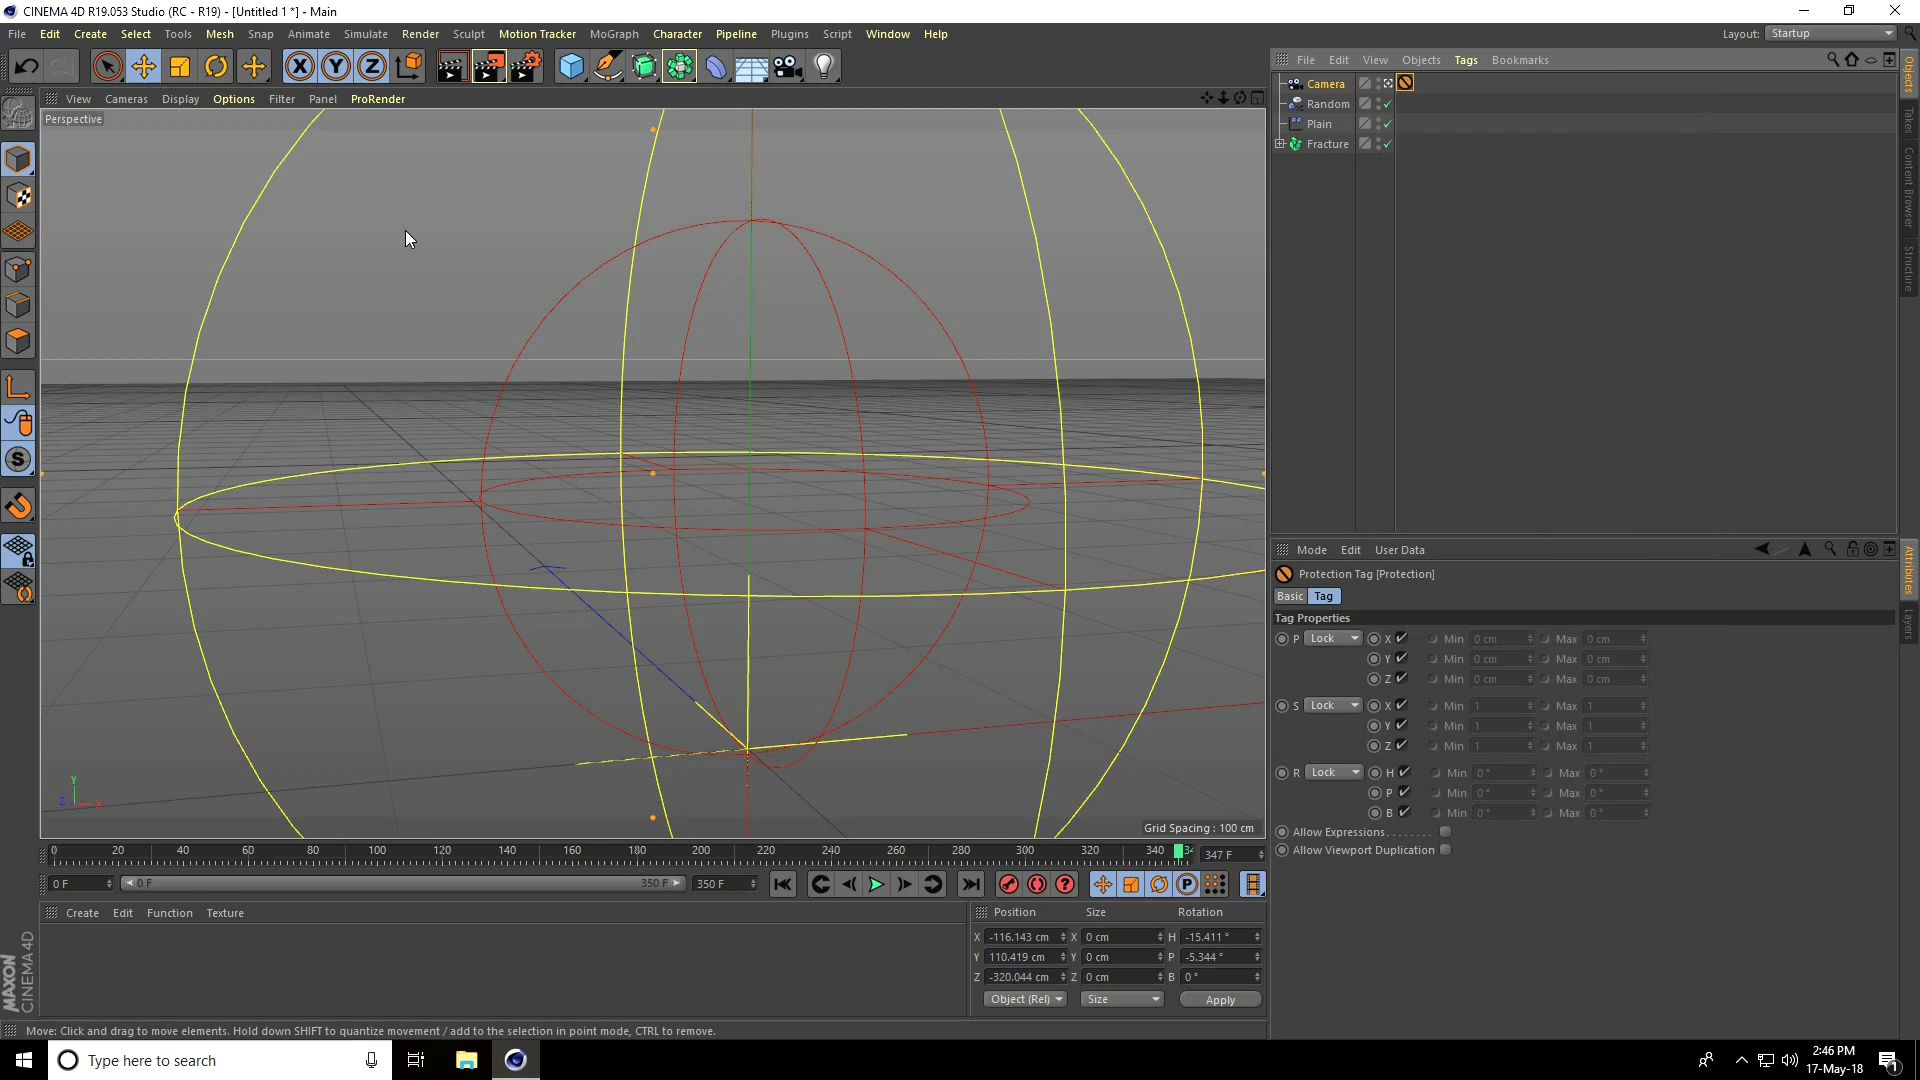 CINEMA 4D R19.053 Studio (RC - R19) - [Untitled 1 *] - Main
File Edit Create Select Tools Mesh Snap Animate Simulate Render Sculpt Motion Tracker MoGraph Character Pipeline Plugins Script Window Help
Layout: Startup
View Cameras Display Options Filter Panel ProRender
Perspective
File Edit View Objects Tags Bookmarks
Camera
Random
Plain
Fracture
Objects
Takes
Content Browser
Structure
Mode Edit User Data
Protection Tag [Protection]
Basic Tag
Tag Properties
P Lock X Min 0 cm Max 0 cm
Y Min 0 cm Max 0 cm
Z Min 0 cm Max 0 cm
S Lock X Min 1 Max 1
Y Min 1 Max 1
Z Min 1 Max 1
R Lock H Min 0 ° Max 0 °
P Min 0 ° Max 0 °
B Min 0 ° Max 0 °
Allow Expressions . . . . . . . .
Allow Viewport Duplication
Attributes
Layers
Y
Z X
Grid Spacing : 100 cm
0 20 40 60 80 100 120 140 160 180 200 220 240 260 280 300 320 340 34 347 F
0 F 0 F 350 F 350 F
Create Edit Function Texture
Position Size Rotation
X -116.143 cm X 0 cm H -15.411 °
Y 110.419 cm Y 0 cm P -5.344 °
Z -320.044 cm Z 0 cm B 0 °
Object (Rel) Size Apply
MAXON
CINEMA 4D
Move: Click and drag to move elements. Hold down SHIFT to quantize movement / add to the selection in point mode, CTRL to remove.
Type here to search
2:46 PM
17-May-18
1